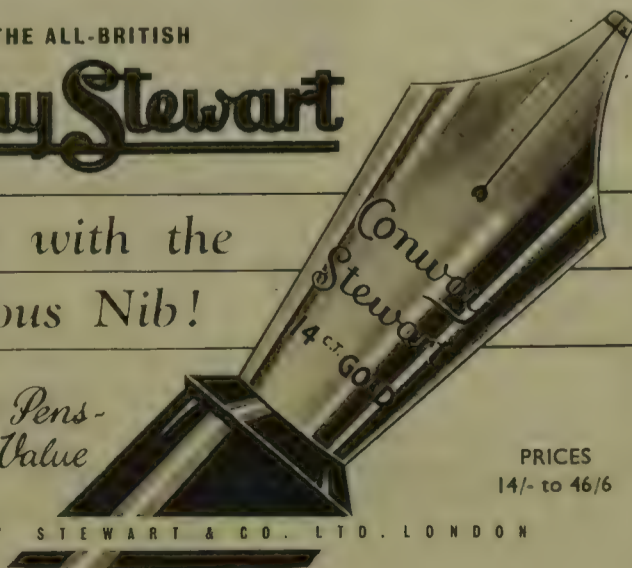 THE ALL-BRITISH
Stewart
with the
Nib!
Conway
Stewart
14 CT. GOLD
Pens-
Value
PRICES
14/- to 46/6
STEWART & CO. LTD. LONDON